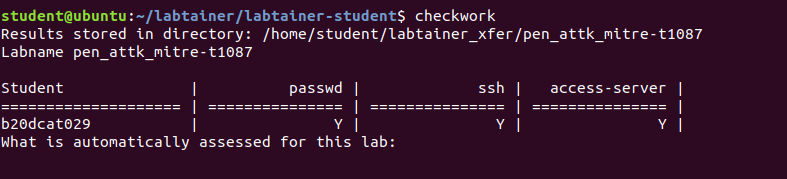 student@ubuntu:~/labtainer/labtainer-student$ checkwork
Results stored in directory: /home/student/labtainer_xfer/pen_attk_mitre-t1087
Labname pen_attk_mitre-t1087
Student              |          passwd |             ssh |   access-server |
==================== | =============== | =============== | =============== |
b20dcat029           |               Y |               Y |               Y |
What is automatically assessed for this lab: